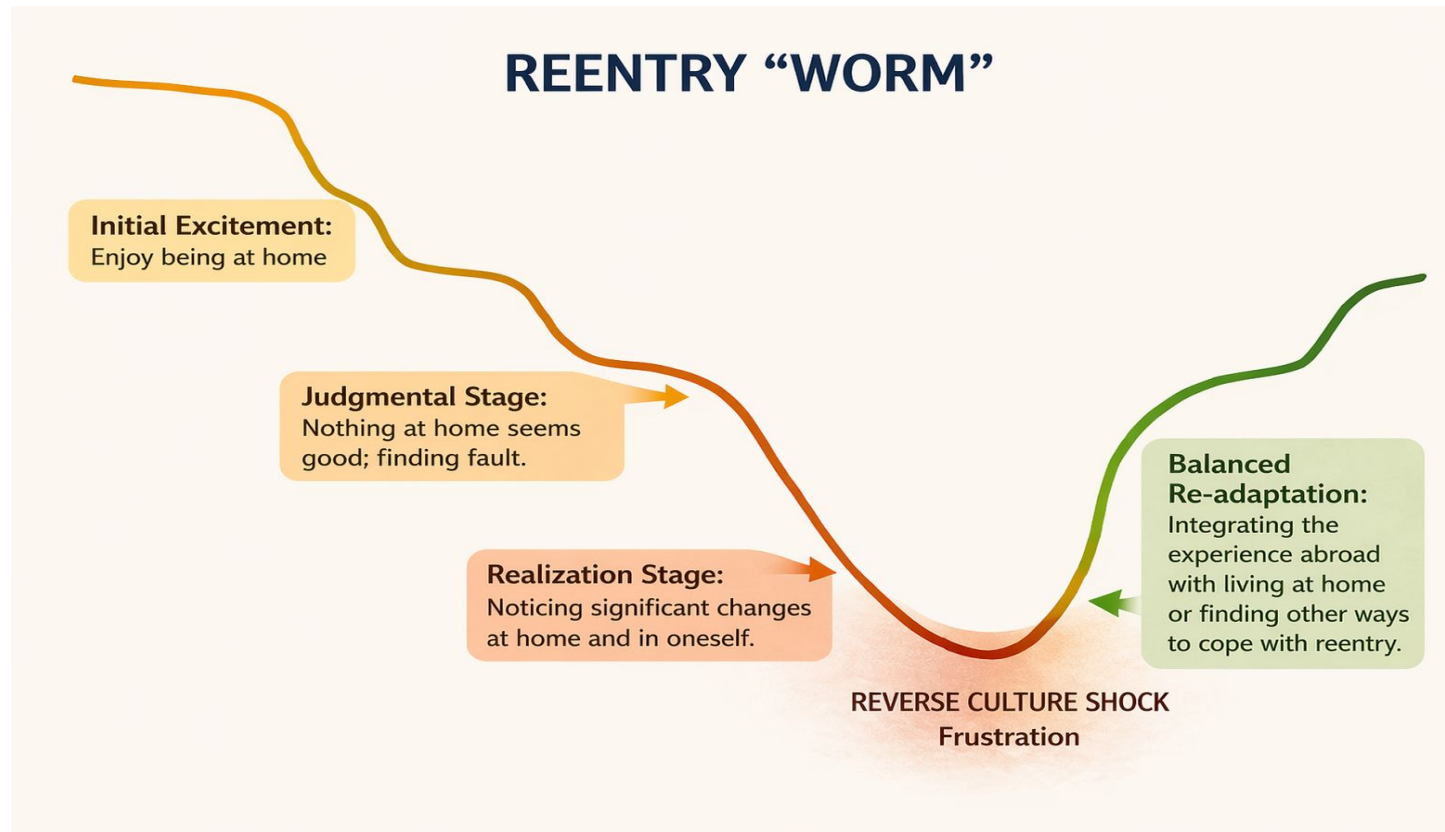 REENTRY “WORM”
Initial Excitement:
Enjoy being at home
Judgmental Stage:
Nothing at home seems
good; finding fault.
Realization Stage:
Noticing significant changes
at home and in oneself.
REVERSE CULTURE SHOCK
Frustration
Balanced
Re-adaptation:
Integrating the
experience abroad
with living at home
or finding other ways
to cope with reentry.